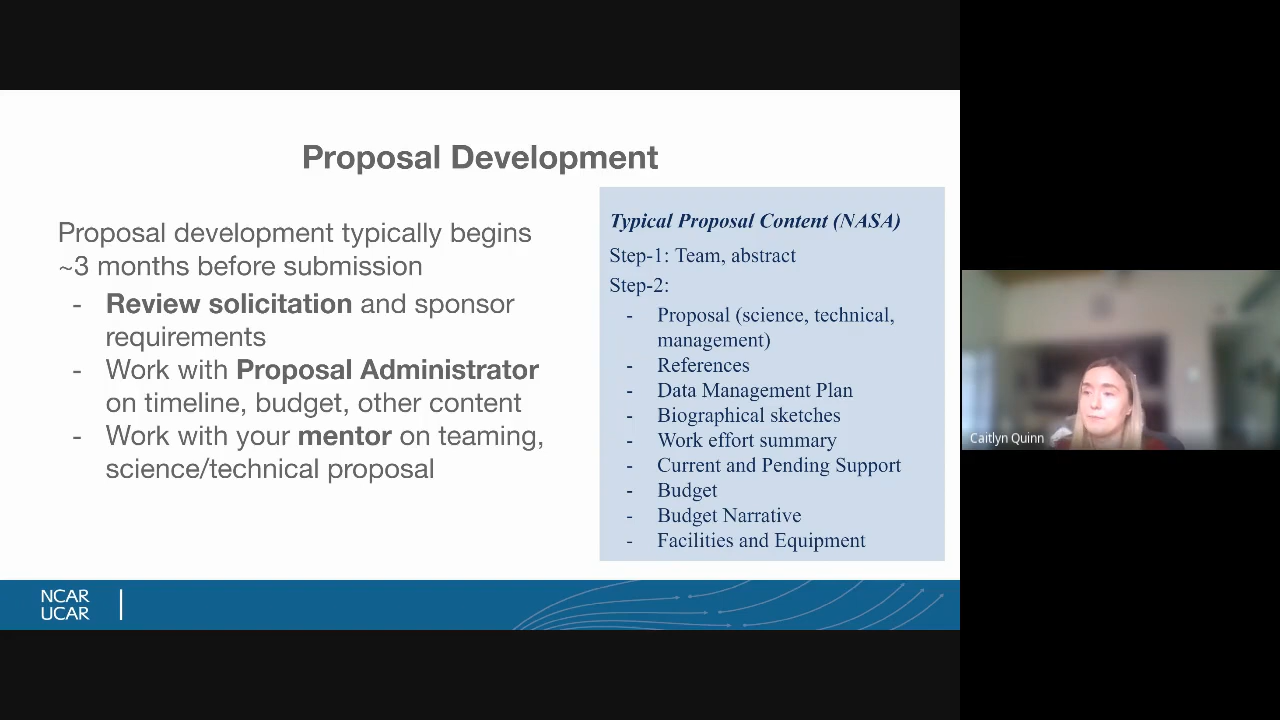 Proposal Development
Proposal development typically begins
~3 months before submission
- Review solicitation and sponsor
requirements
- Work with Proposal Administrator
on timeline, budget, other content
- Work with your mentor on teaming,
science/technical proposal
Typical Proposal Content (NASA)
Step-1: Team, abstract
Step-2:
- Proposal (science, technical,
management)
- References
- Data Management Plan
- Biographical sketches
- Work effort summary
- Current and Pending Support
- Budget
- Budget Narrative
- Facilities and Equipment
NCAR
UCAR
Caitlyn Quinn